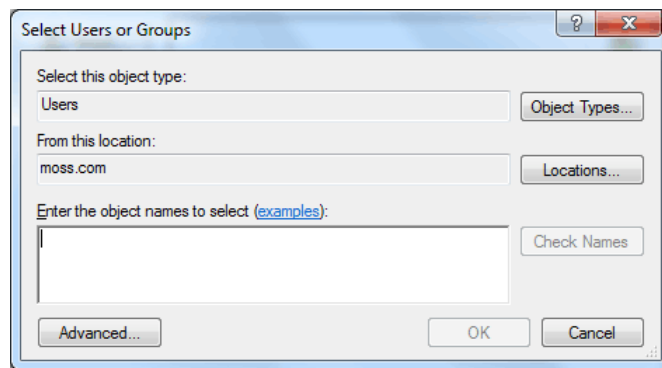 Select Users or Groups
Select this object type:
Users
Object Types...
From this location:
moss.com
Locations...
Enter the object names to select (examples):
Check Names
Advanced...
OK
Cancel